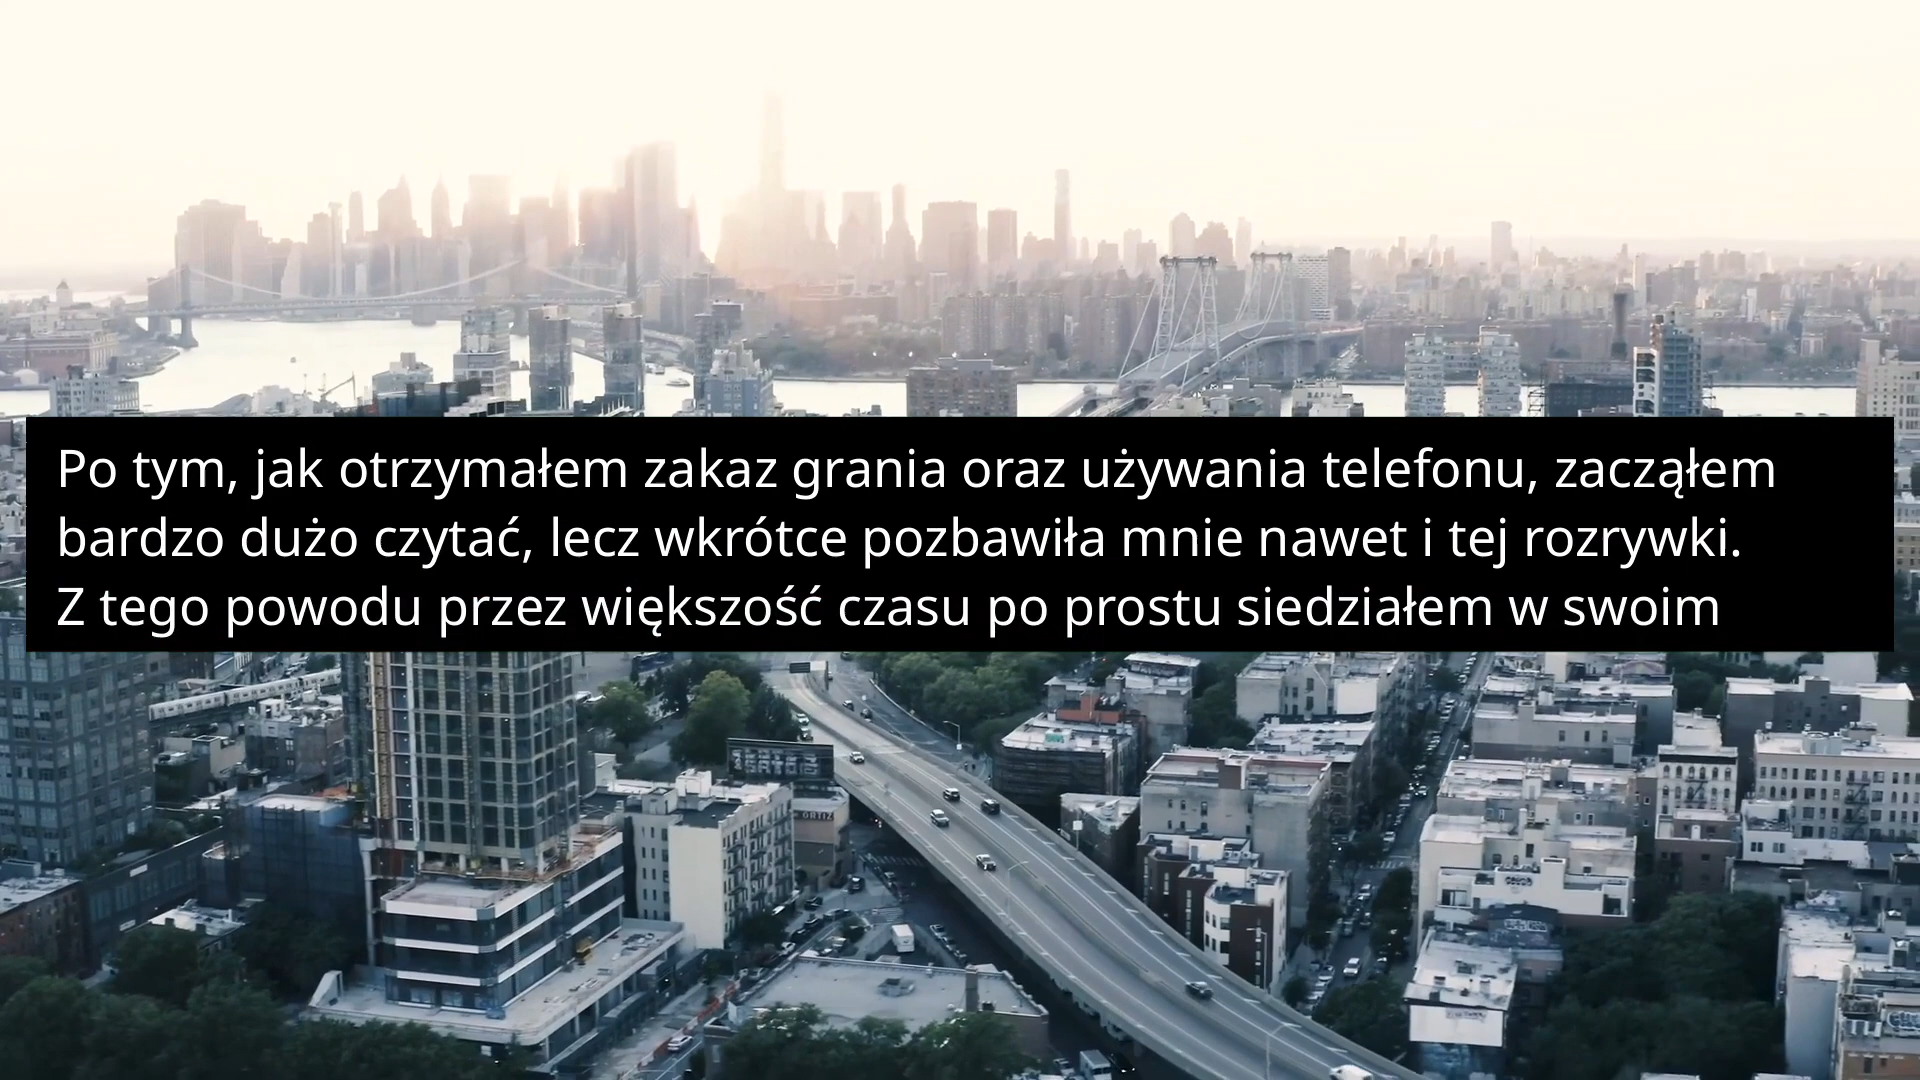 Po tym, jak otrzymałem zakaz grania oraz używania telefonu, zacząłem
bardzo dużo czytać, lecz wkrótce pozbawiła mnie nawet i tej rozrywki.
Z tego powodu przez większość czasu po prostu siedziałem w swoim
ORTIZ